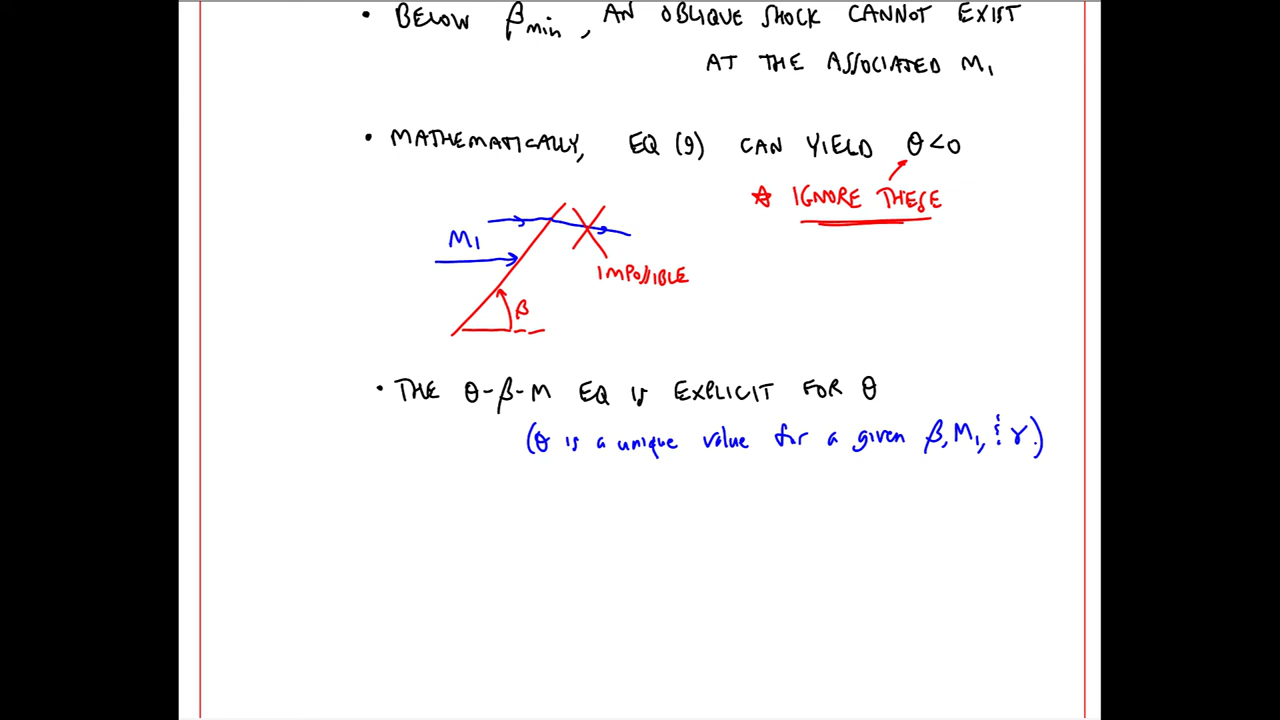 • BELOW βmin, AN OBLIQUE SHOCK CANNOT EXIST
AT THE ASSOCIATED M₁
• MATHEMATICALLY, EQ (9) CAN YIELD θ<0
☆ IGNORE THESE
M₁
IMPOSSIBLE
β
• THE θ-β-M EQ IS EXPLICIT FOR θ
(θ is a unique value for a given β, M₁, & γ.)